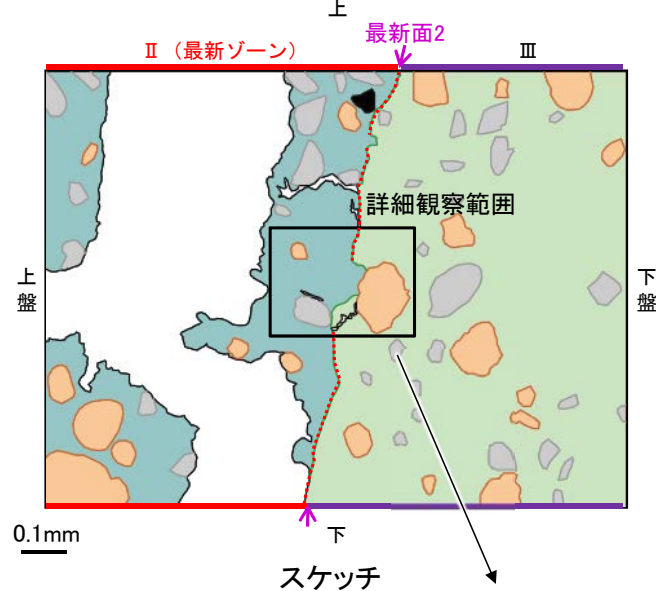 上
最新面2
Ⅱ（最新ゾーン）
Ⅲ
詳細観察範囲
上盤
下盤
0.1mm
下
スケッチ